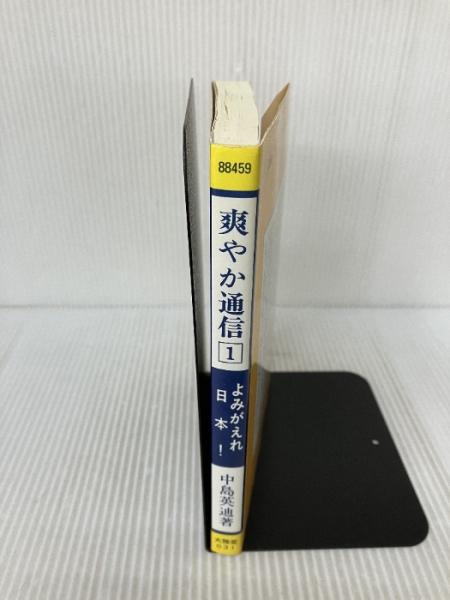 88459
爽やか通信 1
よみがえれ
日本！
中島英迪著